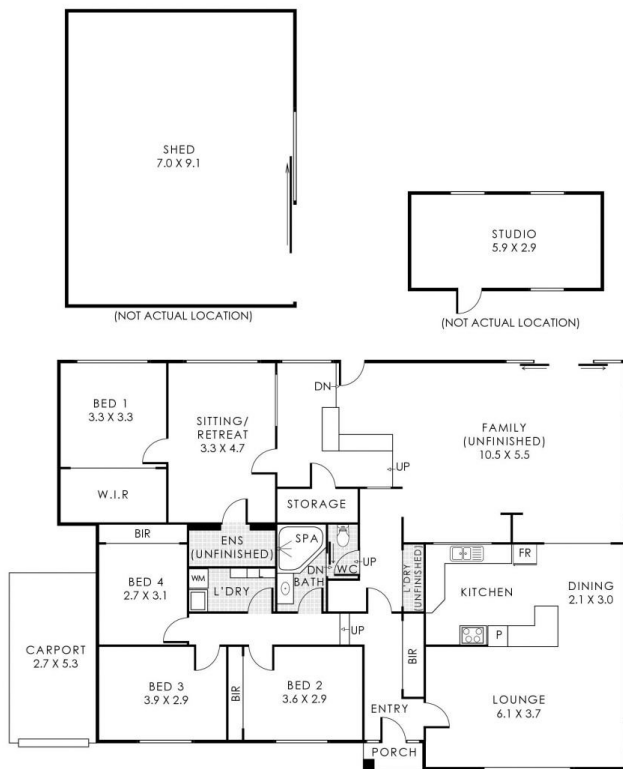 SHED
7.0 X 9.1
(NOT ACTUAL LOCATION)
STUDIO
5.9 X 2.9
(NOT ACTUAL LOCATION)
BED 1
3.3 X 3.3
W.I.R
SITTING/
RETREAT
3.3 X 4.7
DN
UP
STORAGE
FAMILY
(UNFINISHED)
10.5 X 5.5
BIR
ENS
(UNFINISHED)
SPA
DN
BATH
UP
WC
L'DRY
(UNFINISHED)
FR
KITCHEN
DINING
2.1 X 3.0
P
BED 4
2.7 X 3.1
WM
L'DRY
L
CARPORT
2.7 X 5.3
UP
BIR
BED 3
3.9 X 2.9
BIR
BED 2
3.6 X 2.9
ENTRY
LOUNGE
6.1 X 3.7
PORCH